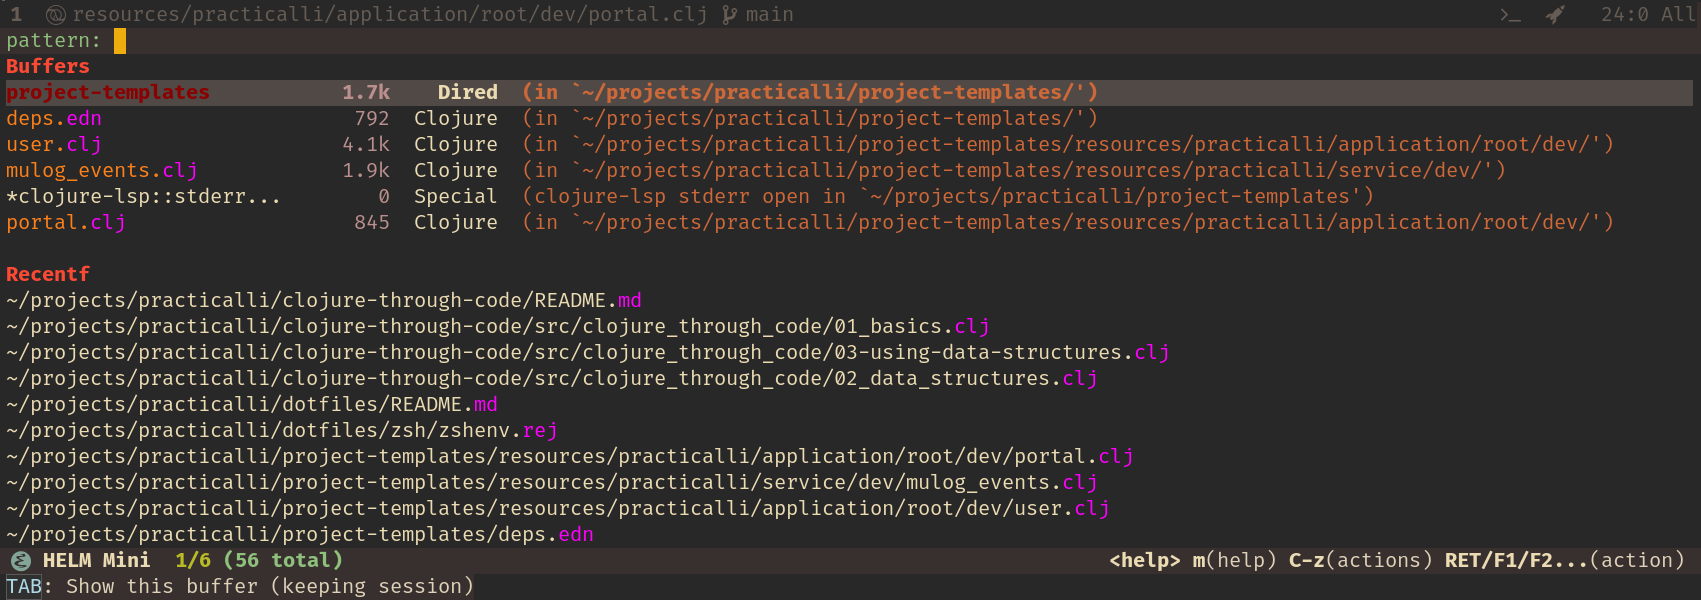 1 resources/practicalli/application/root/dev/portal.clj main >_ 24:0 All
pattern:
Buffers
project-templates 1.7k Dired (in `~/projects/practicalli/project-templates/')
deps.edn 792 Clojure (in `~/projects/practicalli/project-templates/')
user.clj 4.1k Clojure (in `~/projects/practicalli/project-templates/resources/practicalli/application/root/dev/')
mulog_events.clj 1.9k Clojure (in `~/projects/practicalli/project-templates/resources/practicalli/service/dev/')
*clojure-lsp::stderr... 0 Special (clojure-lsp stderr open in `~/projects/practicalli/project-templates')
portal.clj 845 Clojure (in `~/projects/practicalli/project-templates/resources/practicalli/application/root/dev/')
Recentf
~/projects/practicalli/clojure-through-code/README.md
~/projects/practicalli/clojure-through-code/src/clojure_through_code/01_basics.clj
~/projects/practicalli/clojure-through-code/src/clojure_through_code/03-using-data-structures.clj
~/projects/practicalli/clojure-through-code/src/clojure_through_code/02_data_structures.clj
~/projects/practicalli/dotfiles/README.md
~/projects/practicalli/dotfiles/zsh/zshenv.rej
~/projects/practicalli/project-templates/resources/practicalli/application/root/dev/portal.clj
~/projects/practicalli/project-templates/resources/practicalli/service/dev/mulog_events.clj
~/projects/practicalli/project-templates/resources/practicalli/application/root/dev/user.clj
~/projects/practicalli/project-templates/deps.edn
HELM Mini 1/6 (56 total) <help> m(help) C-z(actions) RET/F1/F2...(action)
TAB: Show this buffer (keeping session)